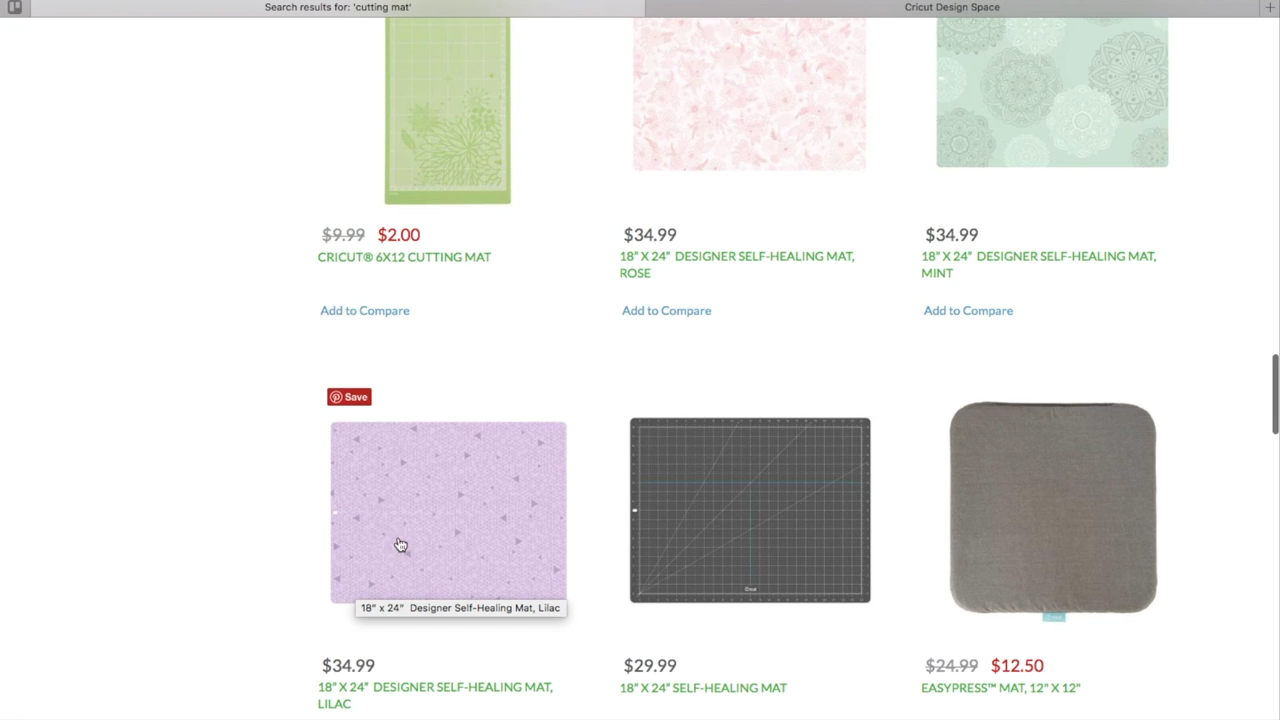 Search results for: 'cutting mat'
Cricut Design Space
$9.99 $2.00
CRICUT® 6X12 CUTTING MAT
Add to Compare
$34.99
18” X 24” DESIGNER SELF-HEALING MAT,
ROSE
Add to Compare
$34.99
18” X 24” DESIGNER SELF-HEALING MAT,
MINT
Add to Compare
Save
18” x 24” Designer Self-Healing Mat, Lilac
$34.99
18” X 24” DESIGNER SELF-HEALING MAT,
LILAC
Cricut
$29.99
18” X 24” SELF-HEALING MAT
$24.99 $12.50
EASYPRESS™ MAT, 12” X 12”